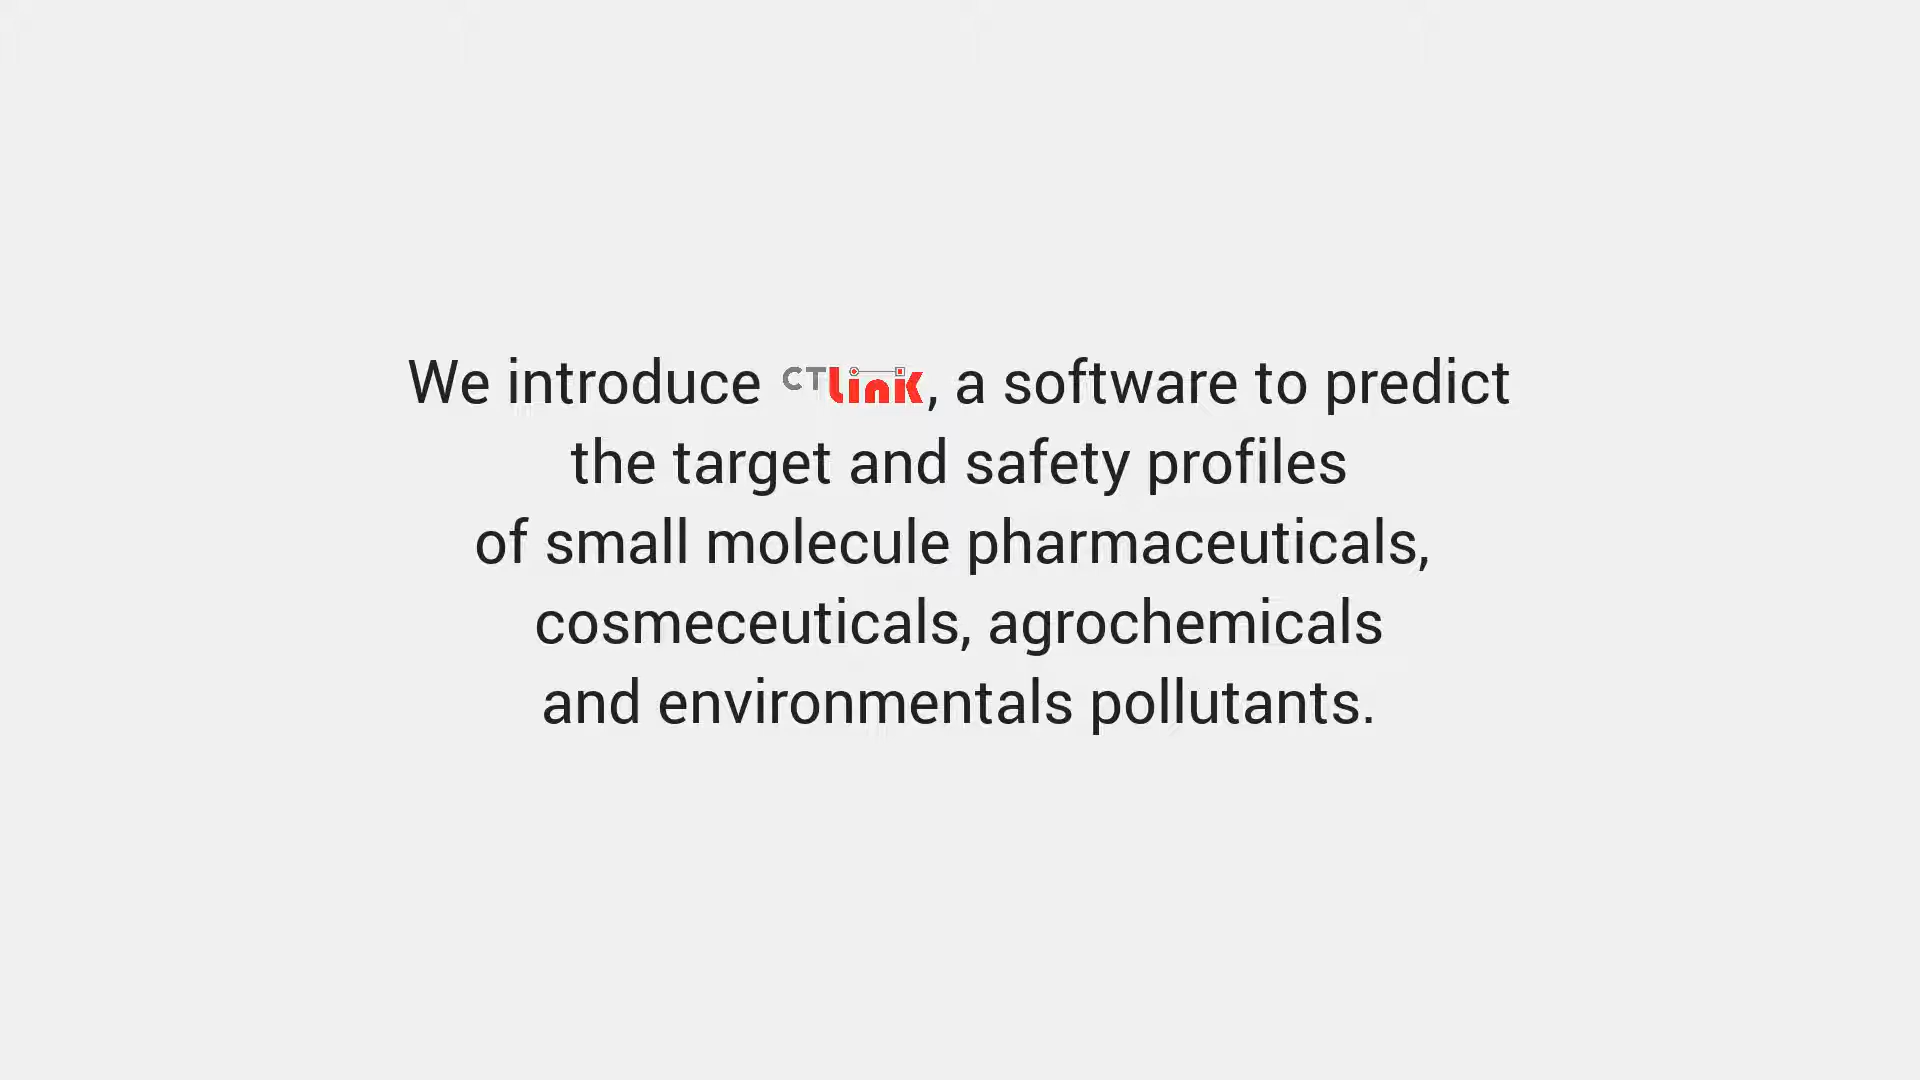 We introduce CTlink, a software to predict
the target and safety profiles
of small molecule pharmaceuticals,
cosmeceuticals, agrochemicals
and environmentals pollutants.